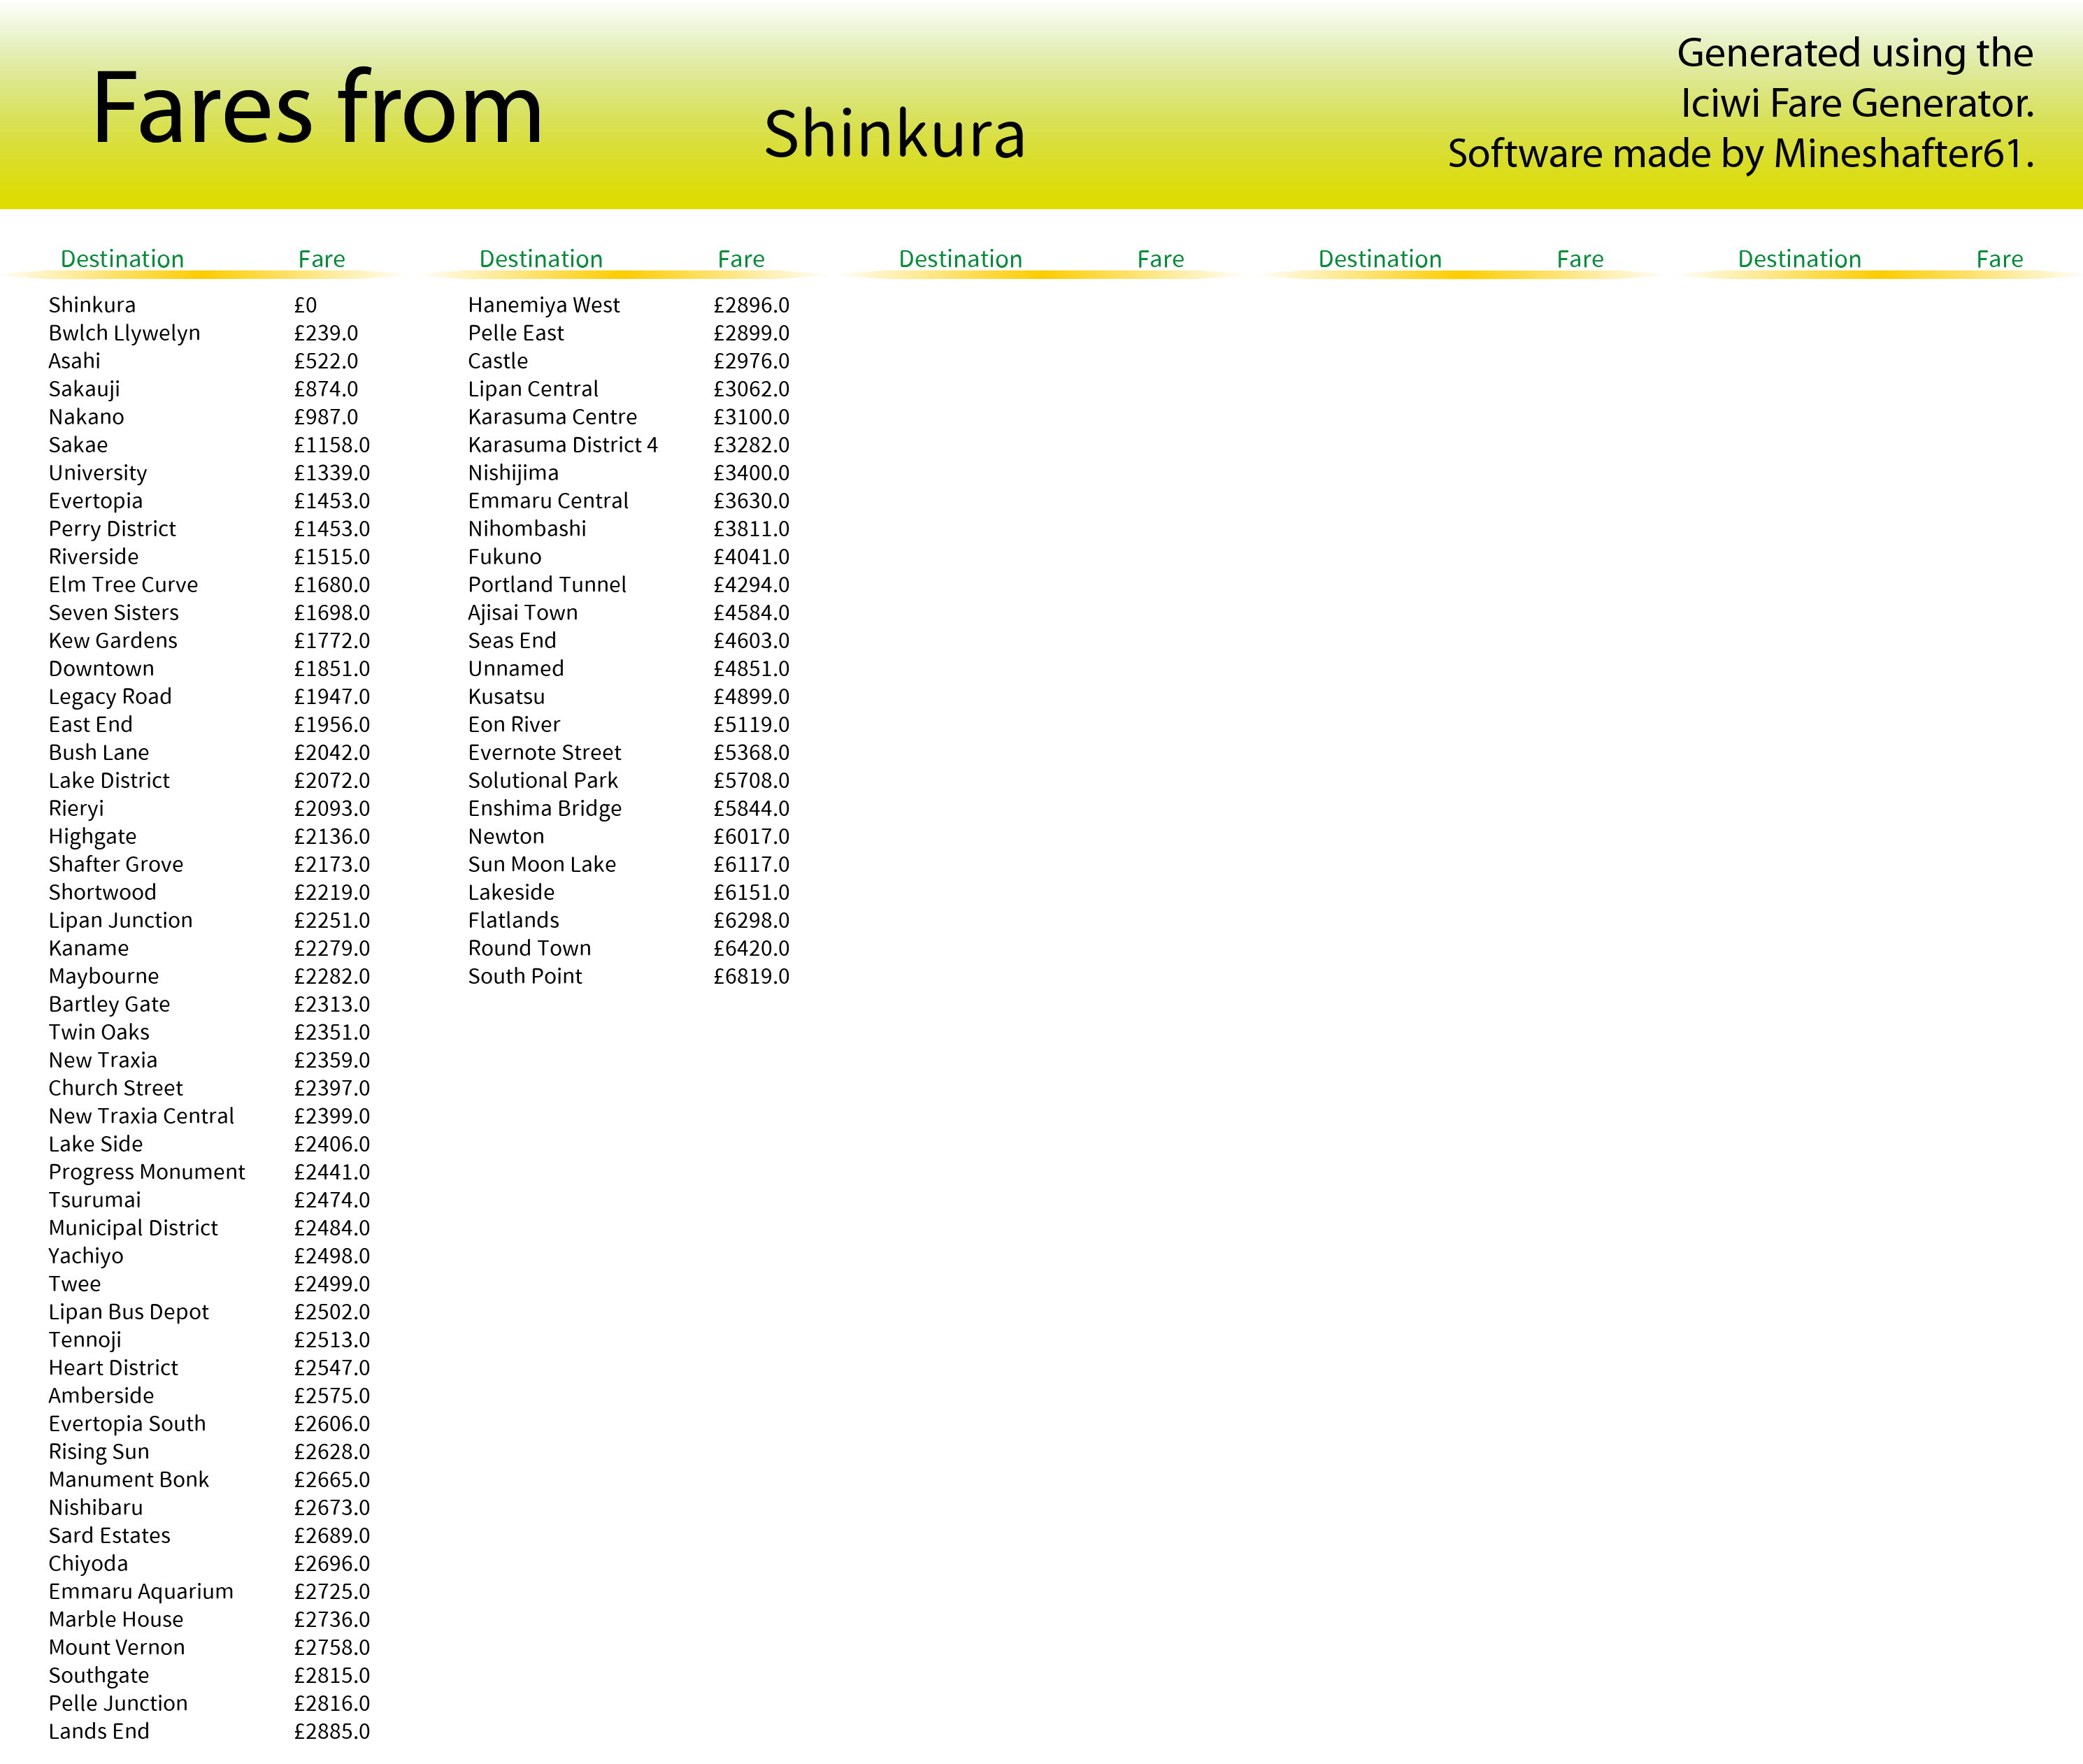 Fares from
Shinkura
Generated using the
Iciwi Fare Generator.
Software made by Mineshafter61.
Destination Fare Destination Fare Destination Fare Destination Fare Destination Fare
Shinkura £0
Bwlch Llywelyn £239.0
Asahi £522.0
Sakauji £874.0
Nakano £987.0
Sakae £1158.0
University £1339.0
Evertopia £1453.0
Perry District £1453.0
Riverside £1515.0
Elm Tree Curve £1680.0
Seven Sisters £1698.0
Kew Gardens £1772.0
Downtown £1851.0
Legacy Road £1947.0
East End £1956.0
Bush Lane £2042.0
Lake District £2072.0
Rieryi £2093.0
Highgate £2136.0
Shafter Grove £2173.0
Shortwood £2219.0
Lipan Junction £2251.0
Kaname £2279.0
Maybourne £2282.0
Bartley Gate £2313.0
Twin Oaks £2351.0
New Traxia £2359.0
Church Street £2397.0
New Traxia Central £2399.0
Lake Side £2406.0
Progress Monument £2441.0
Tsurumai £2474.0
Municipal District £2484.0
Yachiyo £2498.0
Twee £2499.0
Lipan Bus Depot £2502.0
Tennoji £2513.0
Heart District £2547.0
Amberside £2575.0
Evertopia South £2606.0
Rising Sun £2628.0
Manument Bonk £2665.0
Nishibaru £2673.0
Sard Estates £2689.0
Chiyoda £2696.0
Emmaru Aquarium £2725.0
Marble House £2736.0
Mount Vernon £2758.0
Southgate £2815.0
Pelle Junction £2816.0
Lands End £2885.0
Hanemiya West £2896.0
Pelle East £2899.0
Castle £2976.0
Lipan Central £3062.0
Karasuma Centre £3100.0
Karasuma District 4 £3282.0
Nishijima £3400.0
Emmaru Central £3630.0
Nihombashi £3811.0
Fukuno £4041.0
Portland Tunnel £4294.0
Ajisai Town £4584.0
Seas End £4603.0
Unnamed £4851.0
Kusatsu £4899.0
Eon River £5119.0
Evernote Street £5368.0
Solutional Park £5708.0
Enshima Bridge £5844.0
Newton £6017.0
Sun Moon Lake £6117.0
Lakeside £6151.0
Flatlands £6298.0
Round Town £6420.0
South Point £6819.0